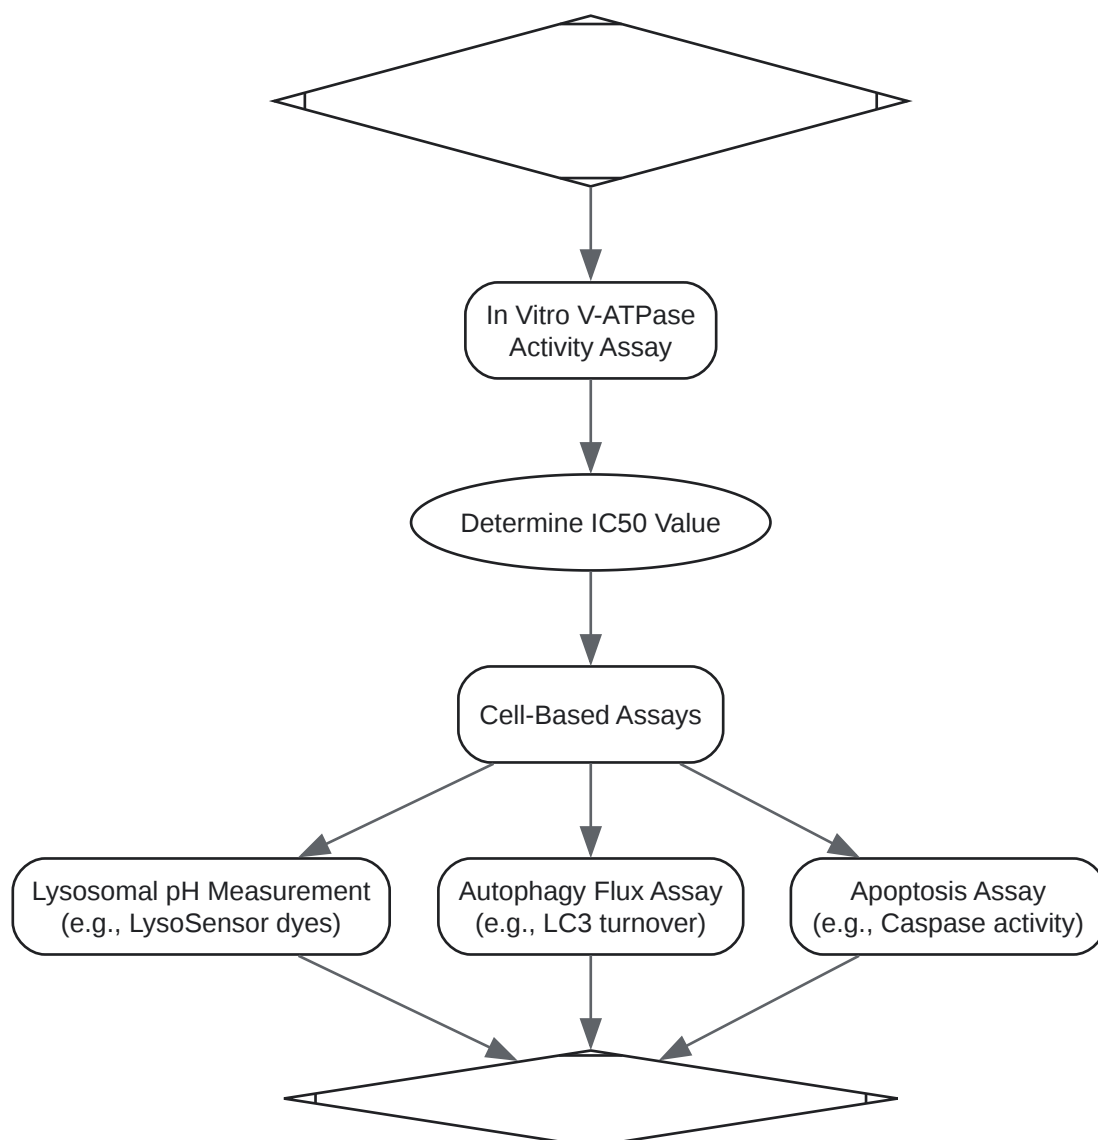 In Vitro V-ATPase
Activity Assay
Determine IC50 Value
Cell-Based Assays
Lysosomal pH Measurement
(e.g., LysoSensor dyes)
Autophagy Flux Assay
(e.g., LC3 turnover)
Apoptosis Assay
(e.g., Caspase activity)